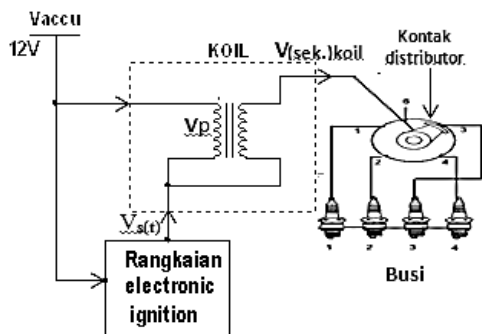 Vaccu
12V
KOIL
V(sek.)koil
Kontak
distributor
Vp
6
1
3
2
4
Vs(t)
Rangkaian
electronic
ignition
1
2
3
4
Busi